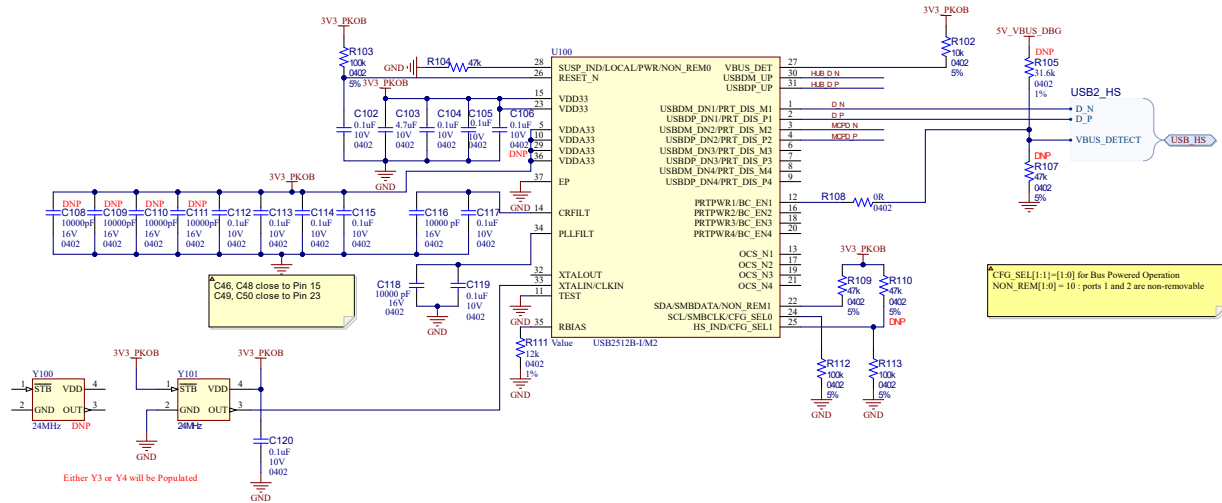 3V3_PKOB
R103
100k
0402
5%
GND
R104
47k
3V3_PKOB
C102
0.1uF
10V
0402
C103
4.7uF
10V
0402
C104
0.1uF
10V
0402
C105
0.1uF
10V
0402
C106
0.1uF
10V
0402
DNP
GND
GND
U100
28
SUSP_IND/LOCAL/PWR/NON_REM0
26
RESET_N
15
VDD33
23
VDD33
5
VDDA33
10
VDDA33
29
VDDA33
36
VDDA33
37
EP
14
CRFILT
34
PLLFILT
32
XTALOUT
33
XTALIN/CLKIN
11
TEST
35
RBIAS
Value
USB2512B-I/M2
VBUS_DET
27
USBDM_UP
30
HUB_D_N
USBDP_UP
31
HUB_D_P
USBDM_DN1/PRT_DIS_M1
1
D_N
USBDP_DN1/PRT_DIS_P1
2
D_P
USBDM_DN2/PRT_DIS_M2
3
MCPD_N
USBDP_DN2/PRT_DIS_P2
4
MCPD_P
USBDM_DN3/PRT_DIS_M3
6
USBDP_DN3/PRT_DIS_P3
7
USBDM_DN4/PRT_DIS_M4
8
USBDP_DN4/PRT_DIS_P4
9
PRTPWR1/BC_EN1
12
PRTPWR2/BC_EN2
16
PRTPWR3/BC_EN3
18
PRTPWR4/BC_EN4
20
OCS_N1
13
OCS_N2
17
OCS_N3
19
OCS_N4
21
SDA/SMBDATA/NON_REM1
22
SCL/SMBCLK/CFG_SEL0
24
HS_IND/CFG_SEL1
25
3V3_PKOB
R102
10k
0402
5%
5V_VBUS_DBG
DNP
R105
31.6k
0402
1%
USB2_HS
D_N
D_P
VBUS_DETECT
USB_HS
DNP
R107
47k
0402
5%
GND
R108
0R
0402
3V3_PKOB
R109
47k
0402
5%
R110
47k
0402
5%
DNP
R112
100k
0402
5%
GND
R113
100k
0402
5%
GND
CFG_SEL[1:1]=[1:0] for Bus Powered Operation
NON_REM[1:0] = 10 : ports 1 and 2 are non-removable
3V3_PKOB
DNP
C108
10000pF
16V
0402
DNP
C109
10000pF
16V
0402
DNP
C110
10000pF
16V
0402
DNP
C111
10000pF
16V
0402
C112
0.1uF
10V
0402
C113
0.1uF
10V
0402
C114
0.1uF
10V
0402
C115
0.1uF
10V
0402
C116
10000 pF
16V
0402
C117
0.1uF
10V
0402
GND
C46, C48 close to Pin 15
C49, C50 close to Pin 23
C118
10000 pF
16V
0402
C119
0.1uF
10V
0402
GND
GND
R111
12k
0402
1%
GND
3V3_PKOB
3V3_PKOB
Y100
1
STB
VDD
4
2
GND
OUT
3
24MHz
DNP
Y101
1
STB
VDD
4
2
GND
OUT
3
24MHz
GND
C120
0.1uF
10V
0402
GND
Either Y3 or Y4 will be Populated